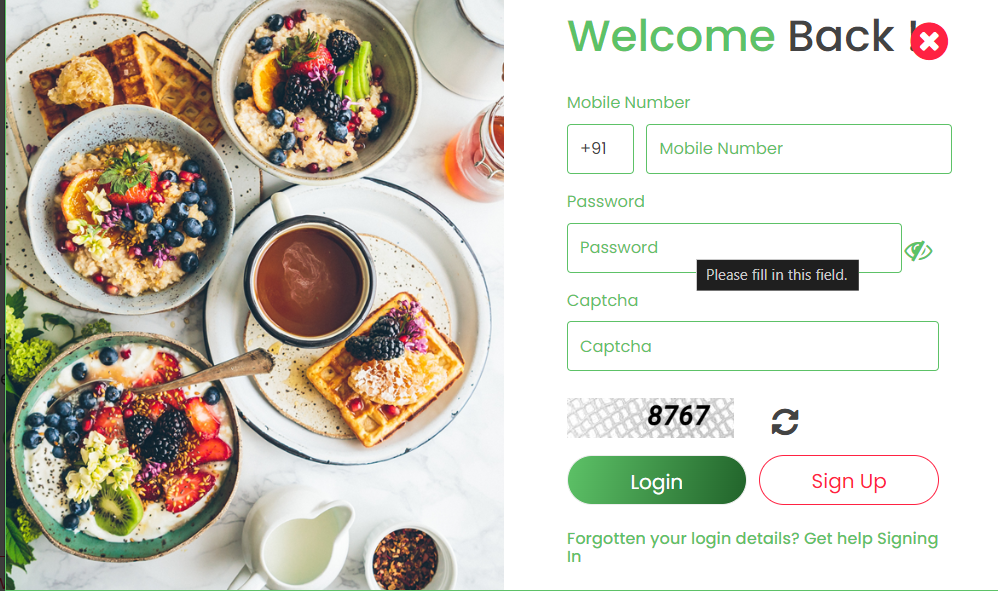 Welcome Back !
Mobile Number
+91 Mobile Number
Password
Password
Please fill in this field.
Captcha
Captcha
8767
Login Sign Up
Forgotten your login details? Get help Signing
In